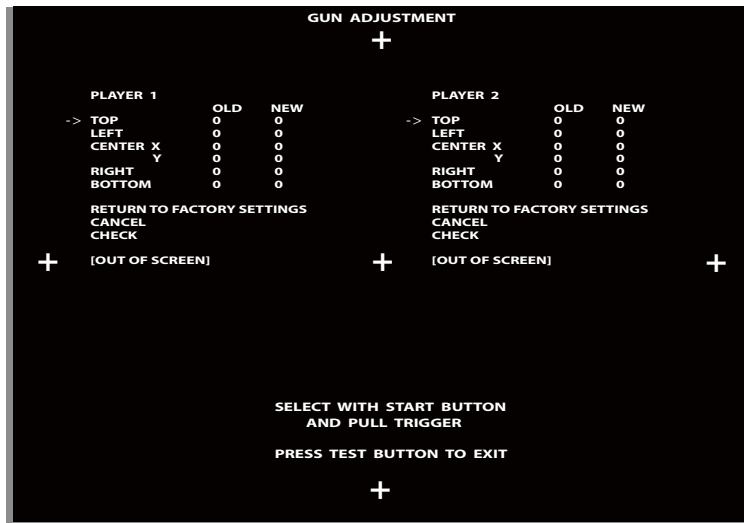 GUN ADJUSTMENT
+
PLAYER 1
OLD NEW
-> TOP 0 0
LEFT 0 0
CENTER X 0 0
Y 0 0
RIGHT 0 0
BOTTOM 0 0
RETURN TO FACTORY SETTINGS
CANCEL
CHECK
+ [OUT OF SCREEN] +
PLAYER 2
OLD NEW
-> TOP 0 0
LEFT 0 0
CENTER X 0 0
Y 0 0
RIGHT 0 0
BOTTOM 0 0
RETURN TO FACTORY SETTINGS
CANCEL
CHECK
[OUT OF SCREEN] +
SELECT WITH START BUTTON
AND PULL TRIGGER
PRESS TEST BUTTON TO EXIT
+